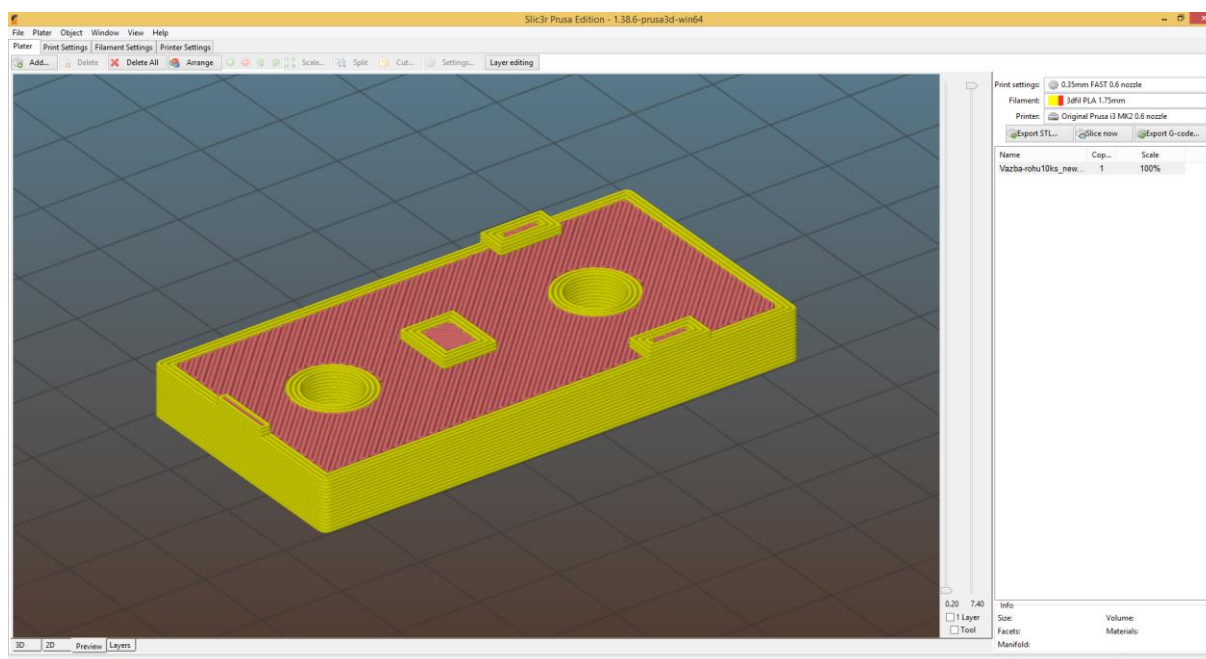 Slic3r Prusa Edition - 1.38.6-prusa3d-win64
File Plater Object Window View Help
Plater Print Settings Filament Settings Printer Settings
Add... Delete Delete All Arrange Scale... Split Cut... Settings... Layer editing
Print settings: 0.35mm FAST 0.6 nozzle
Filament: 3dfil PLA 1.75mm
Printer: Original Prusa i3 MK2 0.6 nozzle
Export STL... Slice now Export G-code...
Name Cop... Scale
Vazba-rohu10ks_new... 1 100%
0.20 7.40
1 Layer
Tool
Info
Size: Volume:
Facets: Materials:
Manifold:
3D 2D Preview Layers